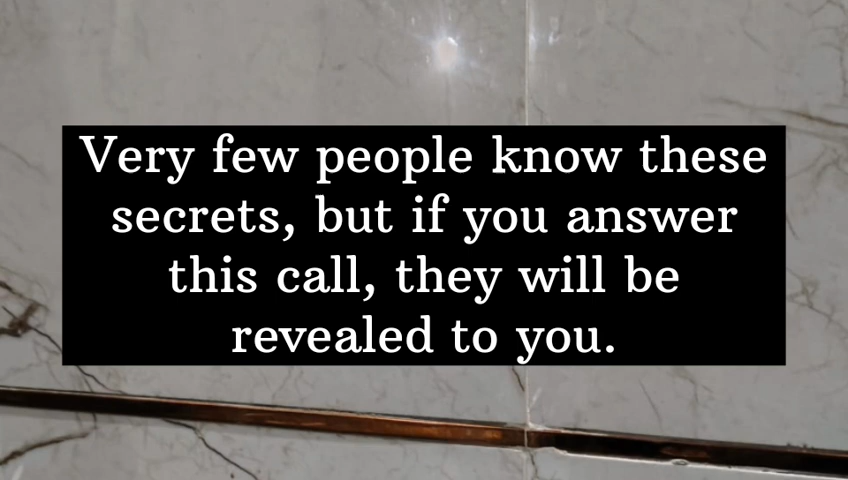 Very few people know these
secrets, but if you answer
this call, they will be
revealed to you.